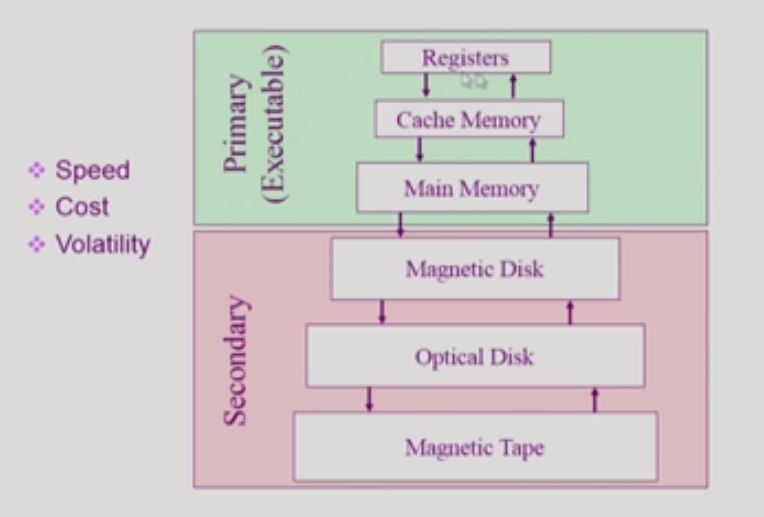 Speed
Cost
Volatility
Primary
(Executable)
Registers
Cache Memory
Main Memory
Secondary
Magnetic Disk
Optical Disk
Magnetic Tape